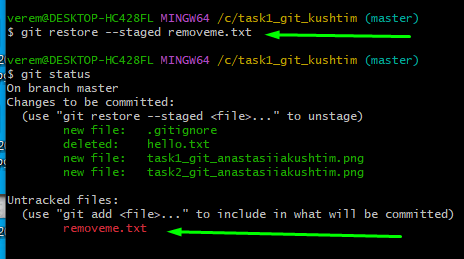 verem@DESKTOP-HC428FL MINGW64 /c/task1_git_kushtim (master)
$ git restore --staged removeme.txt
verem@DESKTOP-HC428FL MINGW64 /c/task1_git_kushtim (master)
$ git status
On branch master
Changes to be committed:
  (use "git restore --staged <file>..." to unstage)
        new file:   .gitignore
        deleted:    hello.txt
        new file:   task1_git_anastasiiakushtim.png
        new file:   task2_git_anastasiiakushtim.png
Untracked files:
  (use "git add <file>..." to include in what will be committed)
        removeme.txt